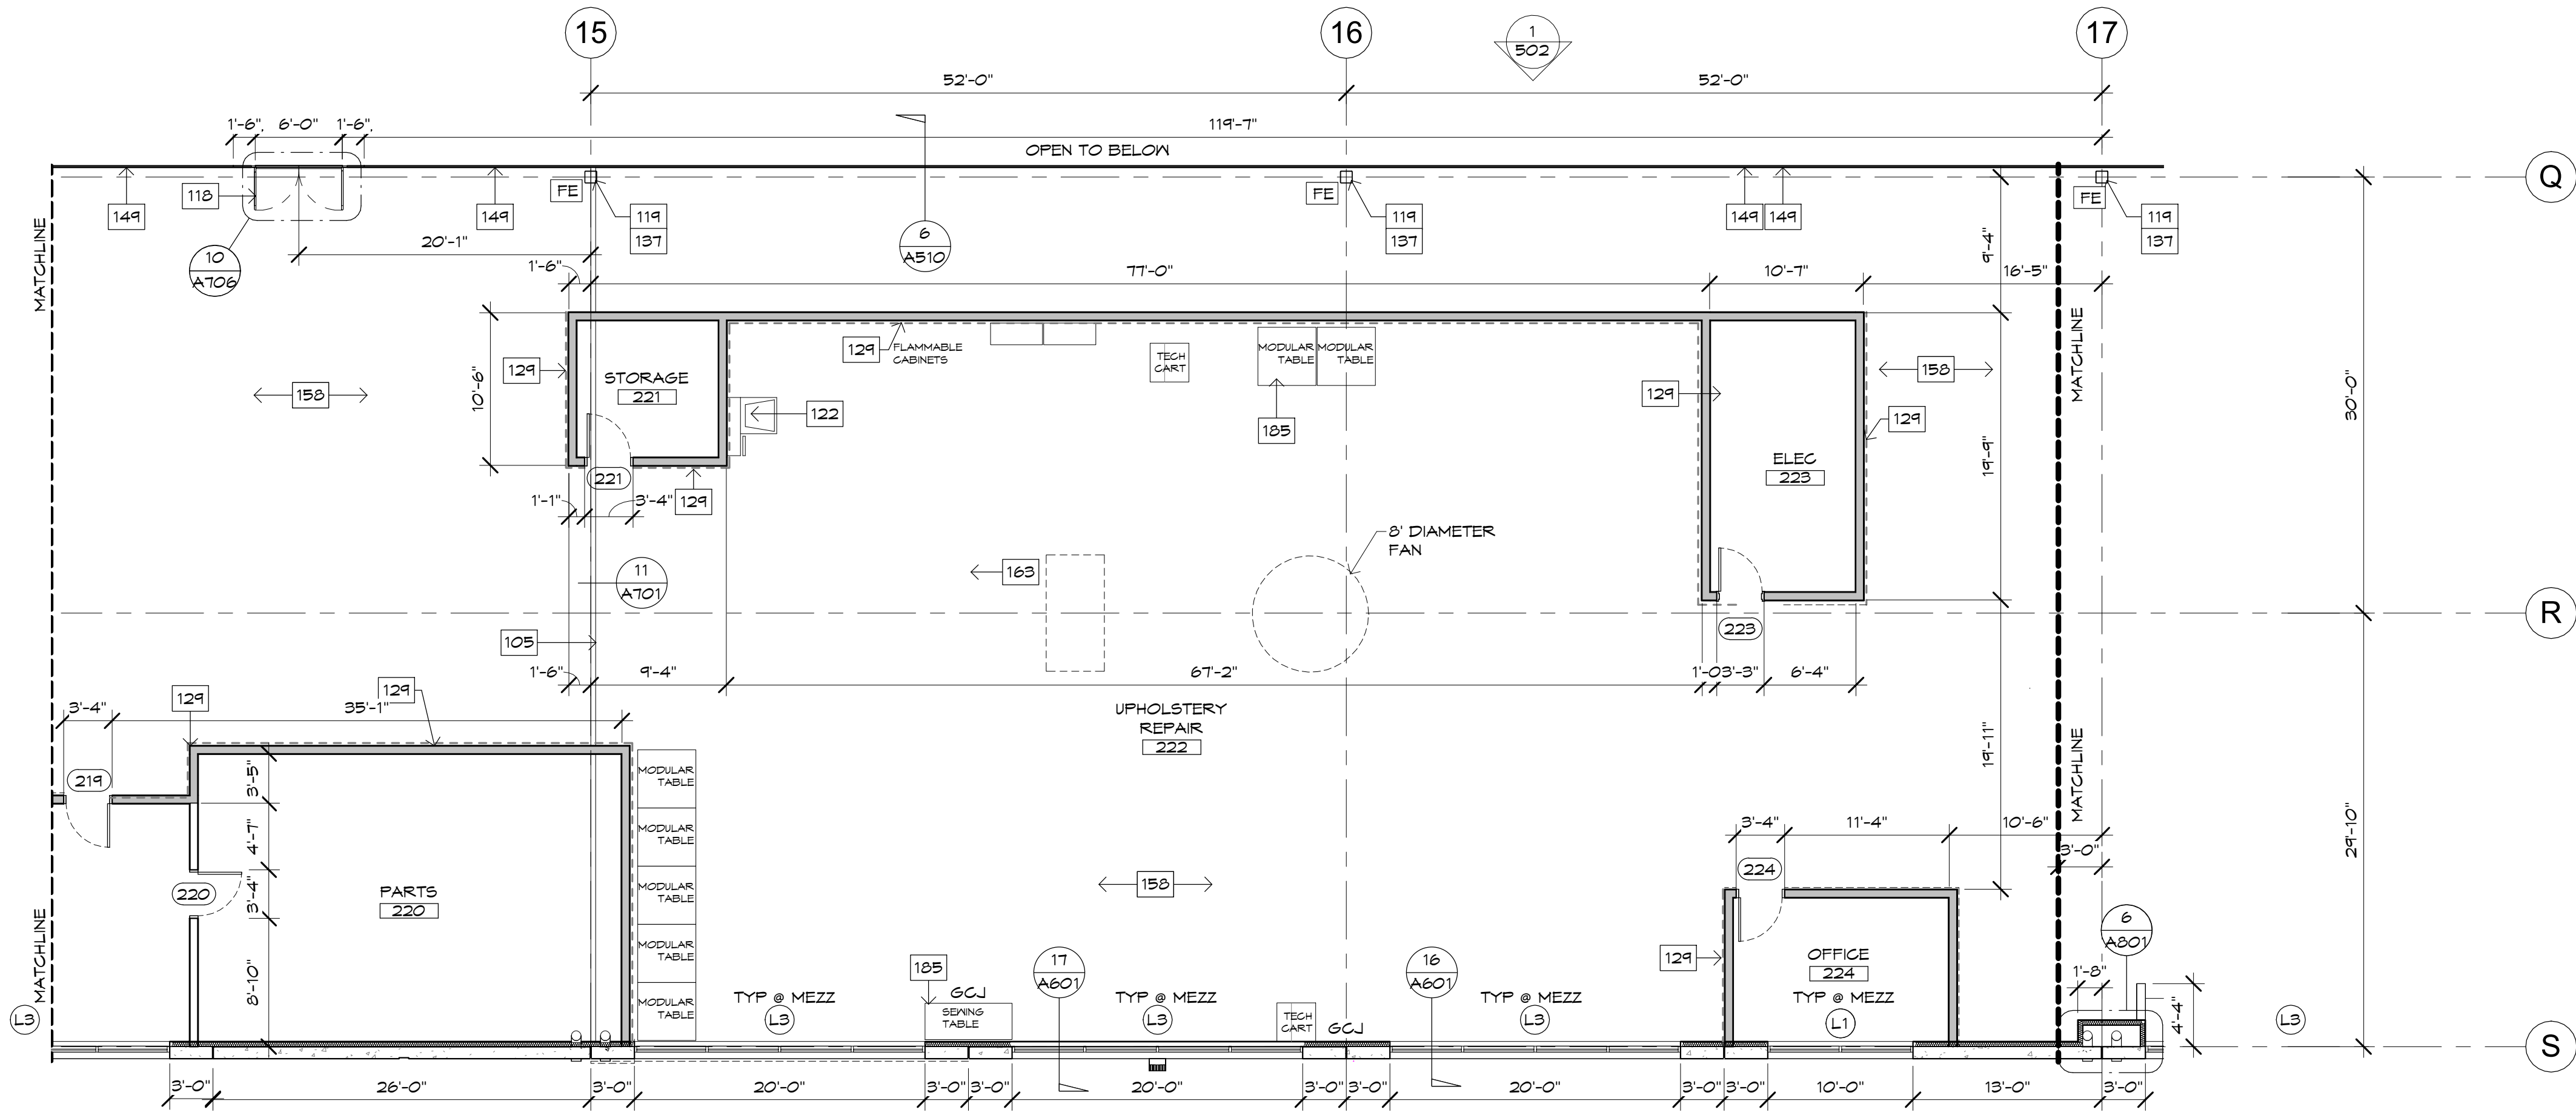 15
16
17
1
502
52'-0"
52'-0"
1'-6"
6'-0"
1'-6"
119'-7"
OPEN TO BELOW
118
149
149
FE
119
137
FE
119
137
149
149
FE
119
137
Q
MATCHLINE
10
A706
20'-1"
6
A510
1'-6"
77'-0"
10'-7"
16'-5"
9'-4"
129
FLAMMABLE
CABINETS
TECH
CART
MODULAR
TABLE
MODULAR
TABLE
MATCHLINE
158
10'-6"
129
STORAGE
221
122
185
129
158
129
30'-0"
ELEC
223
19'-9"
221
1'-1"
3'-4"
129
8' DIAMETER
FAN
11
A701
163
R
105
223
1'-6"
9'-4"
67'-2"
1'-0
3'-3"
6'-4"
129
129
3'-4"
35'-1"
UPHOLSTERY
REPAIR
222
19'-11"
MATCHLINE
219
3'-5"
MODULAR
TABLE
4'-7"
MODULAR
TABLE
3'-4"
11'-4"
10'-6"
3'-0"
29'-10"
220
3'-4"
PARTS
220
MODULAR
TABLE
158
224
MATCHLINE
8'-10"
MODULAR
TABLE
MODULAR
TABLE
185
GCJ
SEWING
TABLE
17
A601
16
A601
129
OFFICE
224
6
A801
1'-8"
4'-4"
L3
TYP @ MEZZ
L3
TYP @ MEZZ
L3
TECH
CART
GCJ
TYP @ MEZZ
L3
TYP @ MEZZ
L1
L3
S
3'-0"
26'-0"
3'-0"
20'-0"
3'-0"
3'-0"
20'-0"
3'-0"
3'-0"
20'-0"
3'-0"
3'-0"
10'-0"
13'-0"
3'-0"